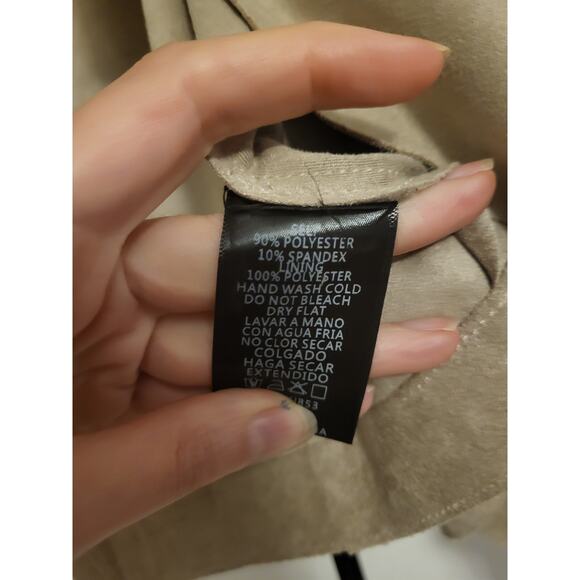 SELF
90% POLYESTER
10% SPANDEX
LINING
100% POLYESTER
HAND WASH COLD
DO NOT BLEACH
DRY FLAT
LAVAR A MANO
CON AGUA FRIA
NO CLOR SECAR
COLGADO
HAGA SECAR
EXTENDIDO